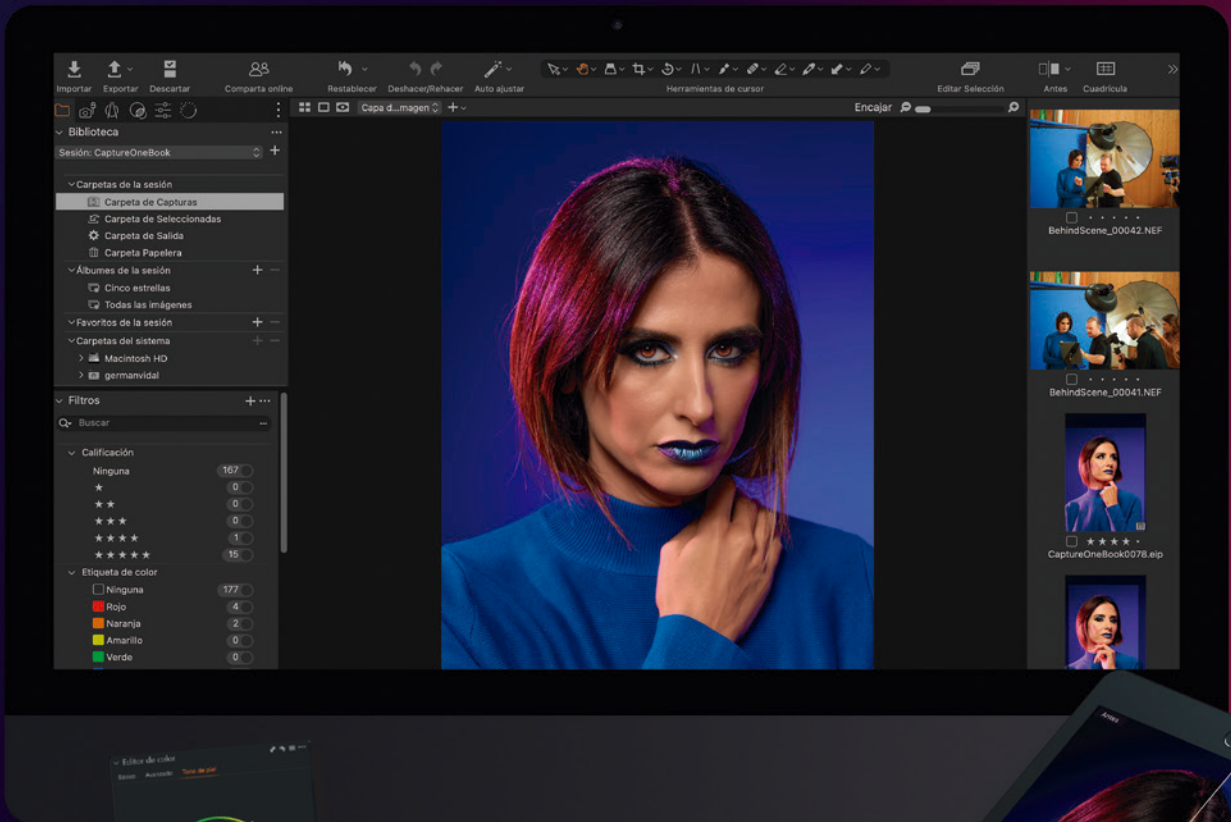 Importar Exportar Descartar Comparta online Restablecer Deshacer/Rehacer Auto ajustar Herramientas de cursor Editar Selección Antes Cuadrícula
Capa d...magen
Encajar
Biblioteca
Sesión: CaptureOneBook
Carpetas de la sesión
Carpeta de Capturas
Carpeta de Seleccionadas
Carpeta de Salida
Carpeta Papelera
Álbumes de la sesión
Cinco estrellas
Todas las imágenes
Favoritos de la sesión
Carpetas del sistema
Macintosh HD
germanvidal
Filtros
Buscar
Calificación
Ninguna 167
★ 0
★★ 0
★★★ 0
★★★★ 1
★★★★★ 15
Etiqueta de color
Ninguna 177
Rojo 4
Naranja 2
Amarillo 0
Verde 0
BehindScene_00042.NEF
BehindScene_00041.NEF
★★★★
CaptureOneBook0078.eip
Editor de color
Básico Avanzado Tono de piel
Antes